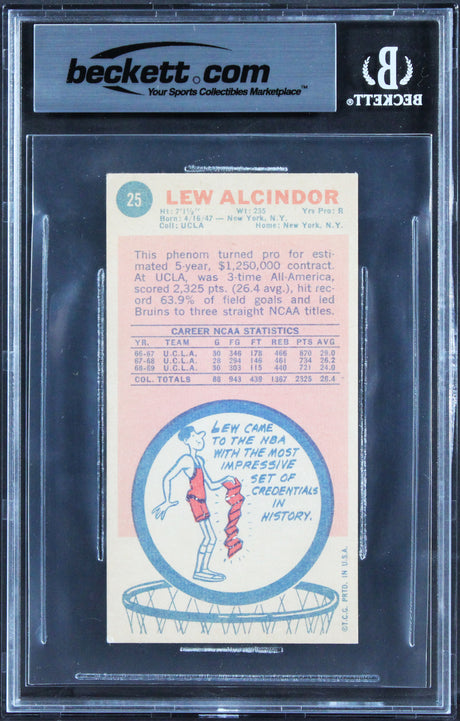 beckett.com
Your Sports Collectibles Marketplace™
B
BECKETT®
25
LEW ALCINDOR
Ht: 7'1½" Wt: 235 Yrs Pro: R
Born: 4/16/47 — New York, N.Y.
Coll: UCLA Home: New York, N.Y.
This phenom turned pro for esti-
mated 5-year, $1,250,000 contract.
At UCLA, was 3-time All-America,
scored 2,325 pts. (26.4 avg.), hit rec-
ord 63.9% of field goals and led
Bruins to three straight NCAA titles.
CAREER NCAA STATISTICS
YR. TEAM G FG FT REB PTS AVG
66-67 U.C.L.A. 30 346 178 466 870 29.0
67-68 U.C.L.A. 28 294 146 461 734 26.2
68-69 U.C.L.A. 30 303 115 440 721 24.0
COL. TOTALS 88 943 439 1367 2325 26.4
LEW CAME
TO THE NBA
WITH THE MOST
IMPRESSIVE
SET OF
CREDENTIALS
IN
HISTORY.
©T.C.G. PRTD. IN U.S.A.